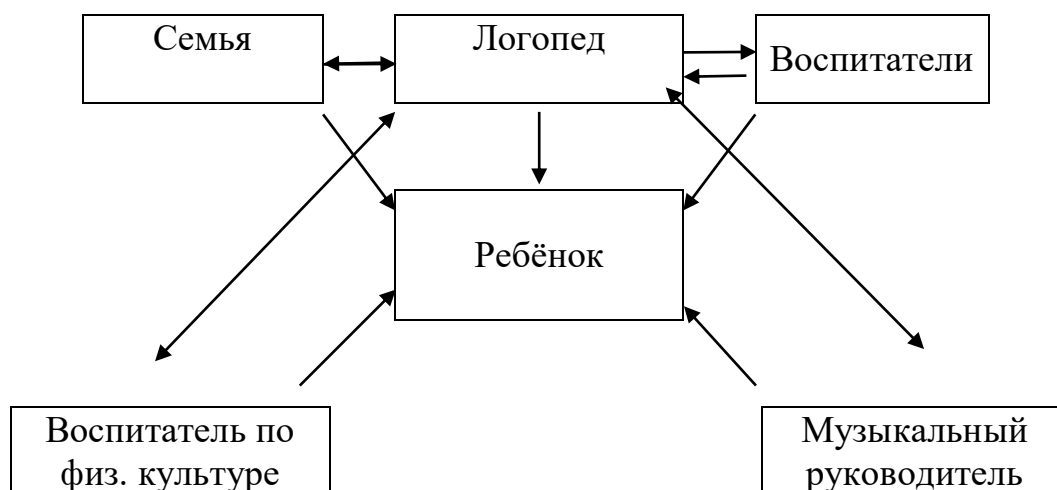 Семья
Логопед
Воспитатели
Ребёнок
Воспитатель по
физ. культуре
Музыкальный
руководитель